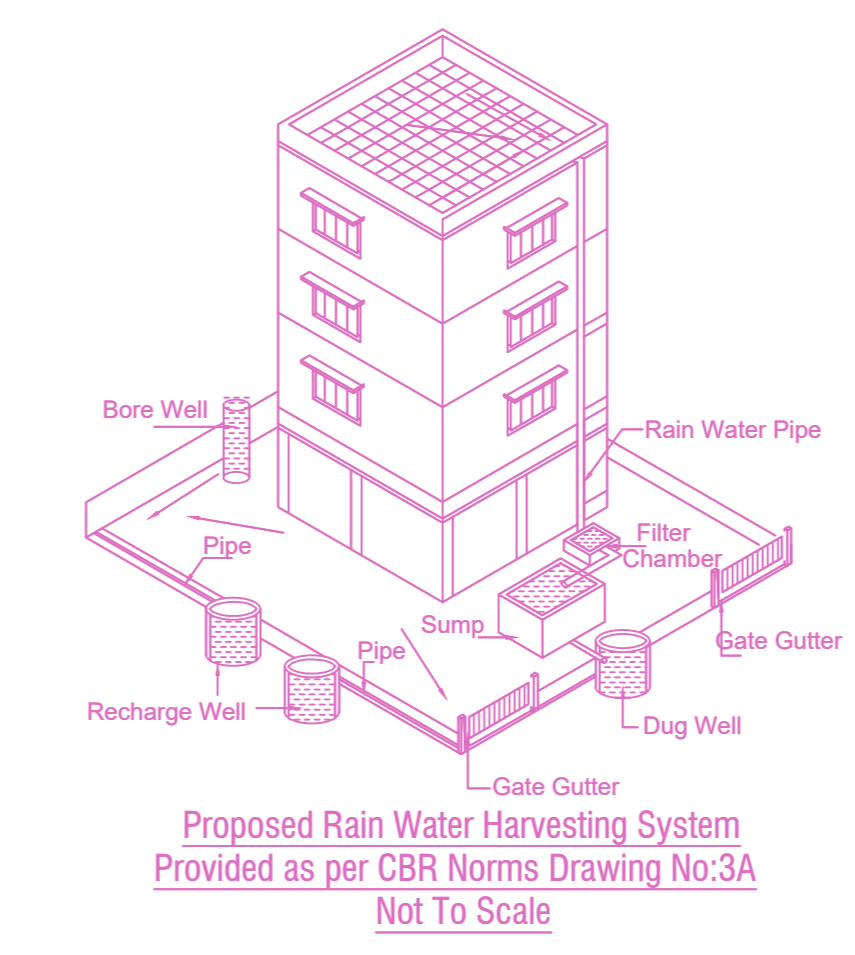 Bore Well
Rain Water Pipe
Filter
Chamber
Pipe
Sump
Gate Gutter
Pipe
Recharge Well
Dug Well
Gate Gutter
Proposed Rain Water Harvesting System
Provided as per CBR Norms Drawing No:3A
Not To Scale